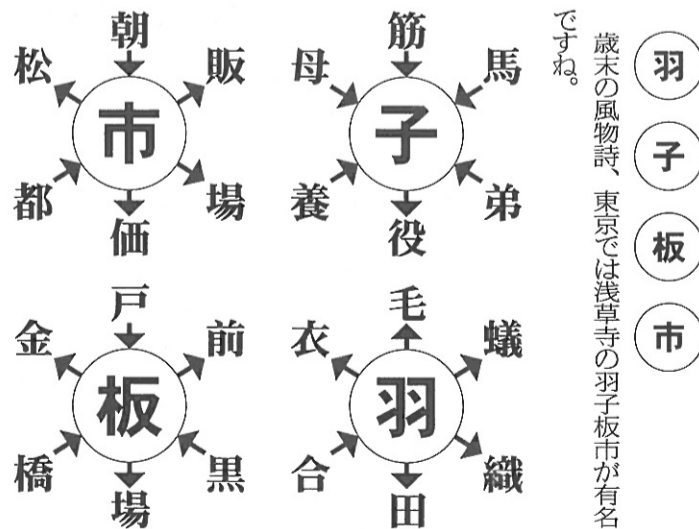 羽子板市
歳末の風物詩、東京では浅草寺の羽子板市が有名
ですね。
筋
母
馬
子
養
弟
役
朝
松
販
市
都
場
価
毛
衣
蟻
羽
合
織
田
戸
金
前
板
橋
黒
場